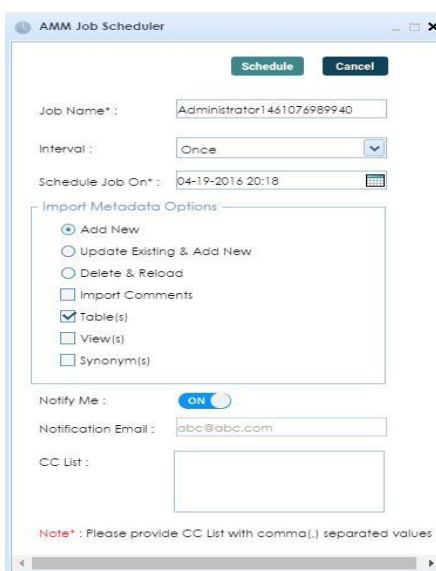 AMM Job Scheduler
Schedule Cancel
Job Name* : Administrator1461076989940
Interval : Once
Schedule Job On* : 04-19-2016 20:18
Import Metadata Options
Add New
Update Existing & Add New
Delete & Reload
Import Comments
Table(s)
View(s)
Synonym(s)
Notify Me : ON
Notification Email : abc@abc.com
CC List :
Note* : Please provide CC List with comma(,) separated values